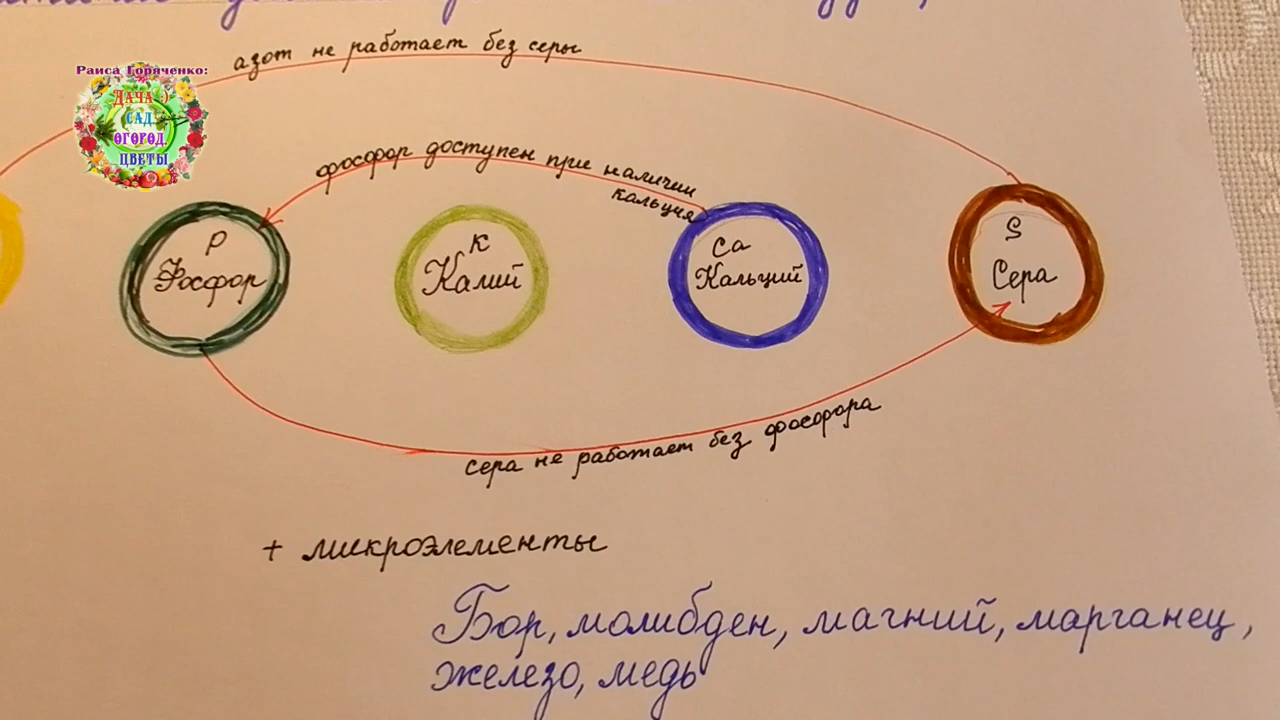 азот не работает без серы
Раиса Горяченко:
Дача :)
сад
огород.
цветы
фосфор доступен при наличии
кальция
P
Фосфор
K
Калий
Ca
Кальций
S
Сера
сера не работает без фосфора
+ микроэлементы
Бор, молибден, магний, марганец,
железо, медь